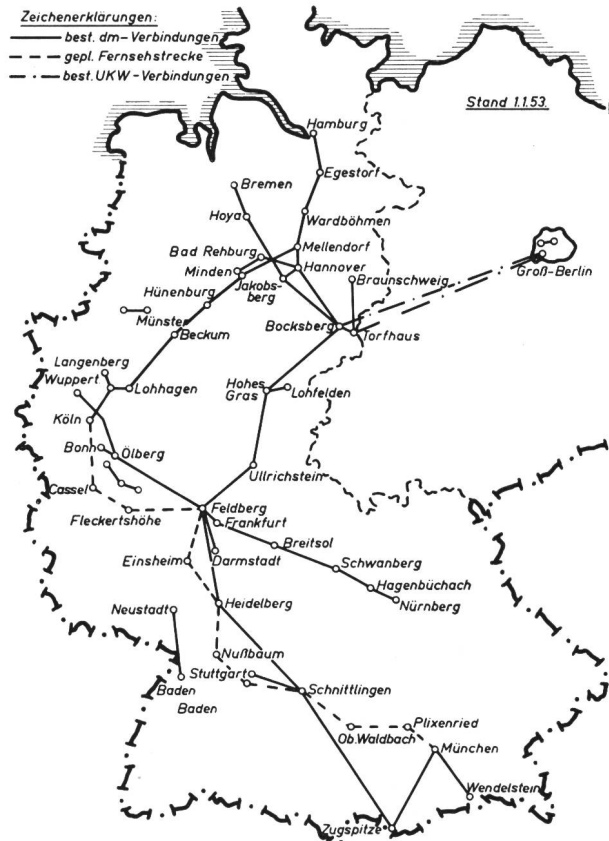 Zeichenerklärungen:
best. dm-Verbindungen
gepl. Fernsehstrecke
best. UKW-Verbindungen
Stand 1.1.53.
Hamburg
Egestorf
Bremen
Hoya
Wardböhmen
Mellendorf
Bad Rehburg
Hannover
Minden
Jakobs-
berg
Braunschweig
Groß-Berlin
Hünenburg
Münster
Bocksberg
Torfhaus
Beckum
Langenberg
Wuppert
Lohhagen
Hohes
Gras
Lohfelden
Köln
Bonn
Ölberg
Ullrichstein
Cassel
Fleckertshöhe
Feldberg
Frankfurt
Breitsol
Einsheim
Darmstadt
Schwanberg
Hagenbüchach
Nürnberg
Neustadt
Heidelberg
Nußbaum
Stuttgart
Baden
Baden
Schnittlingen
Plixenried
Ob. Waldbach
München
Wendelstein
Zugspitze